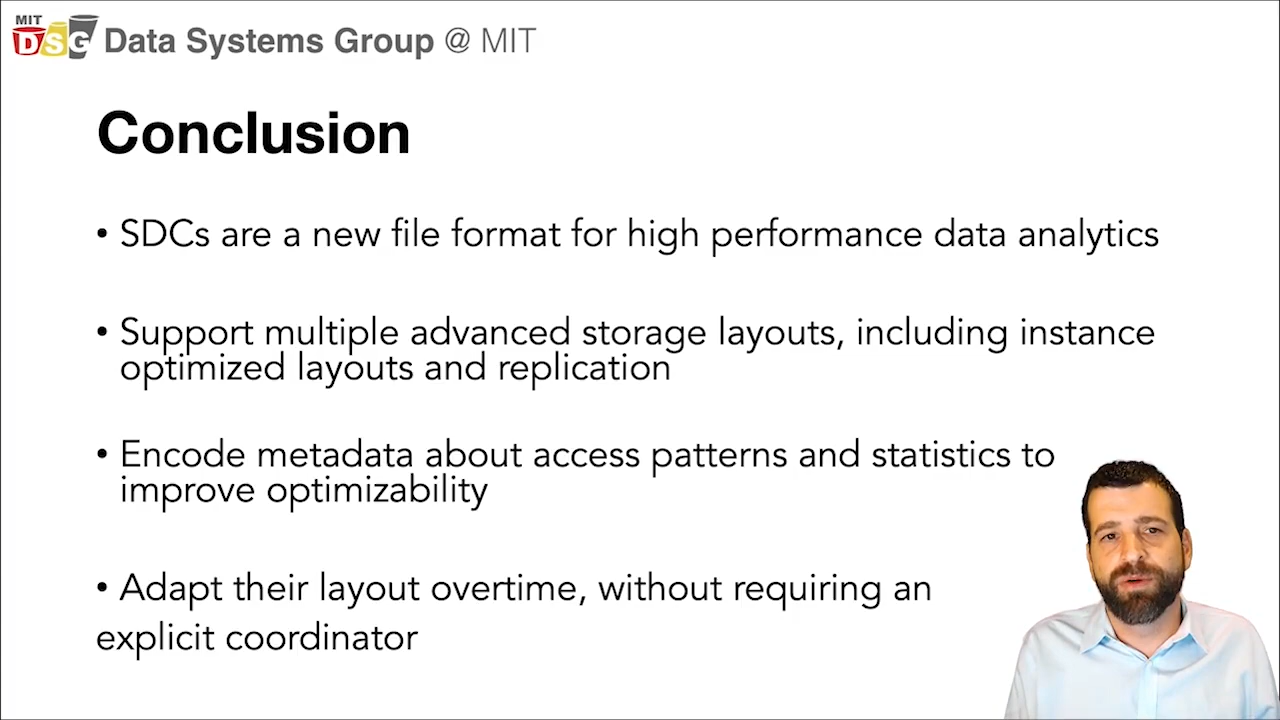 MIT
DSG Data Systems Group @ MIT
Conclusion
• SDCs are a new file format for high performance data analytics
• Support multiple advanced storage layouts, including instance
optimized layouts and replication
• Encode metadata about access patterns and statistics to
improve optimizability
• Adapt their layout overtime, without requiring an
explicit coordinator